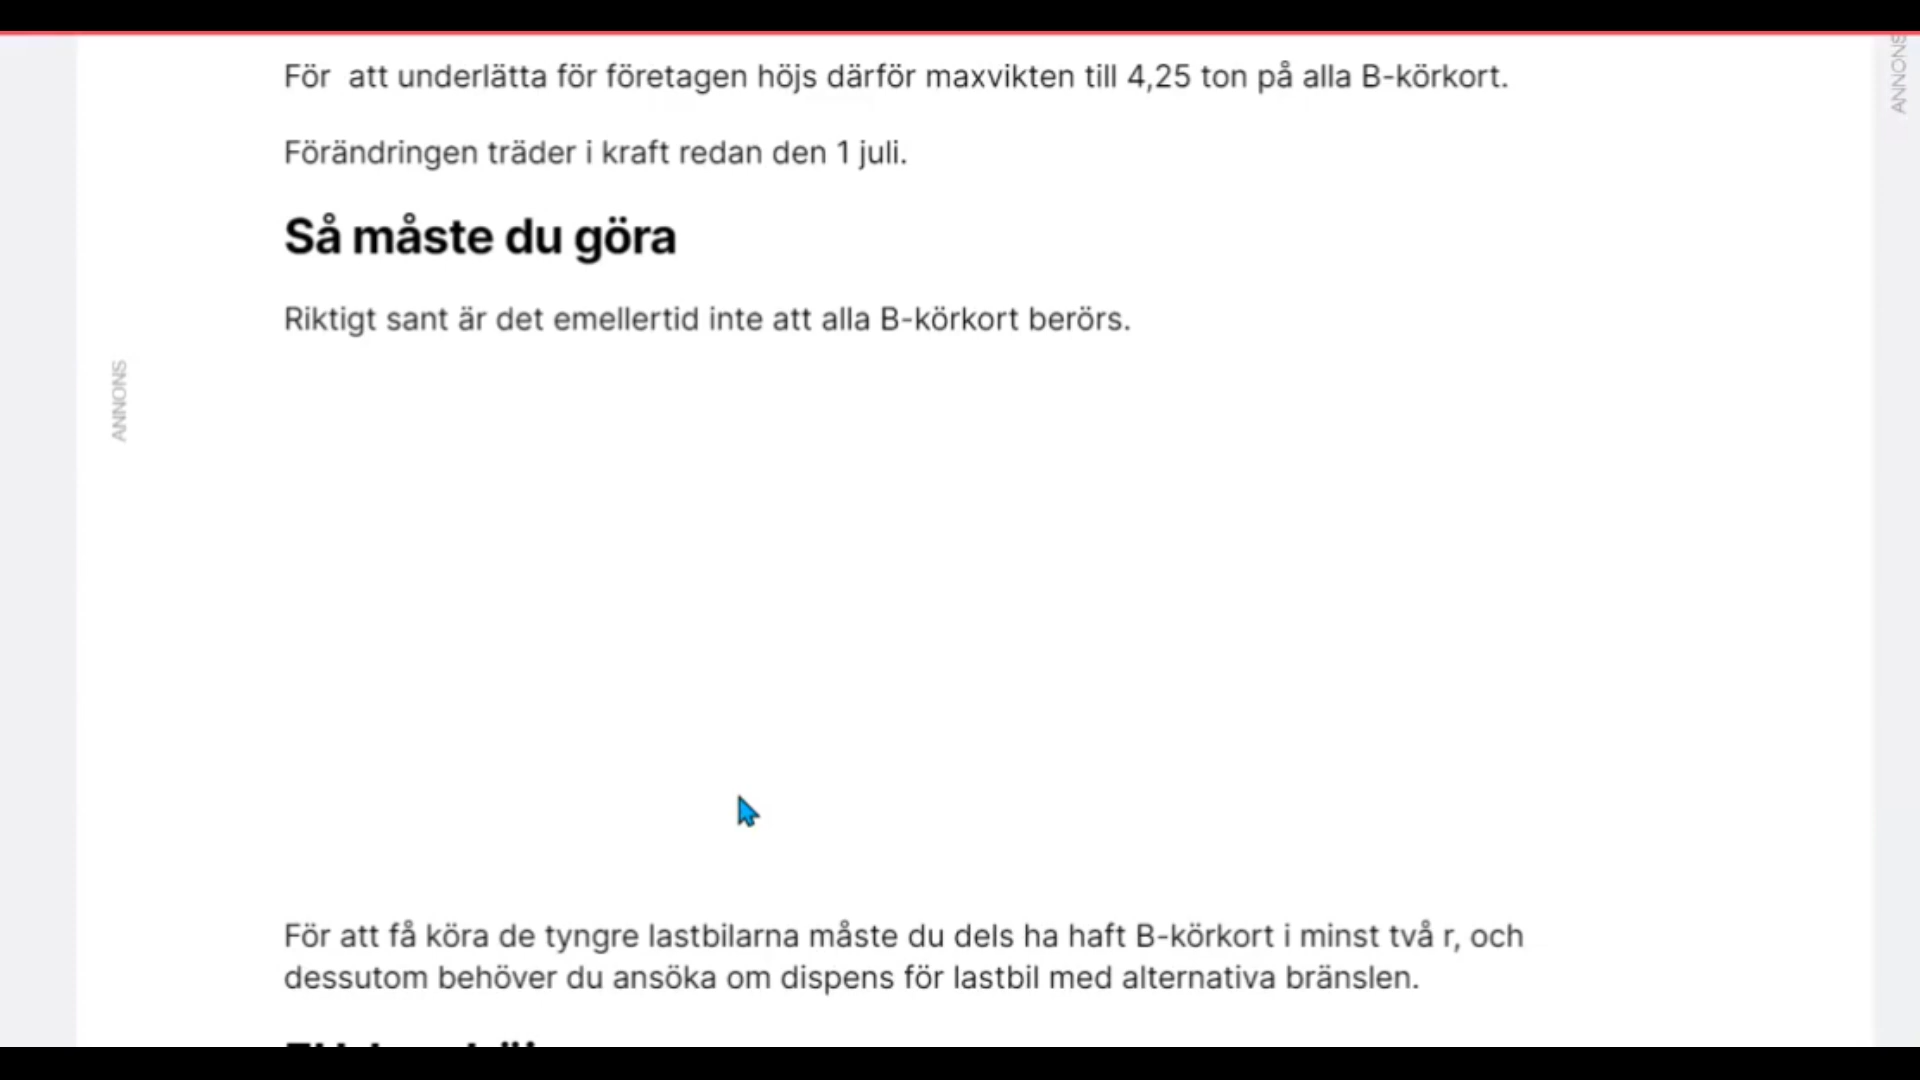 ANNONS
För att underlätta för företagen höjs därför maxvikten till 4,25 ton på alla B-körkort.
Förändringen träder i kraft redan den 1 juli.
Så måste du göra
Riktigt sant är det emellertid inte att alla B-körkort berörs.
ANNONS
För att få köra de tyngre lastbilarna måste du dels ha haft B-körkort i minst två r, och
dessutom behöver du ansöka om dispens för lastbil med alternativa bränslen.